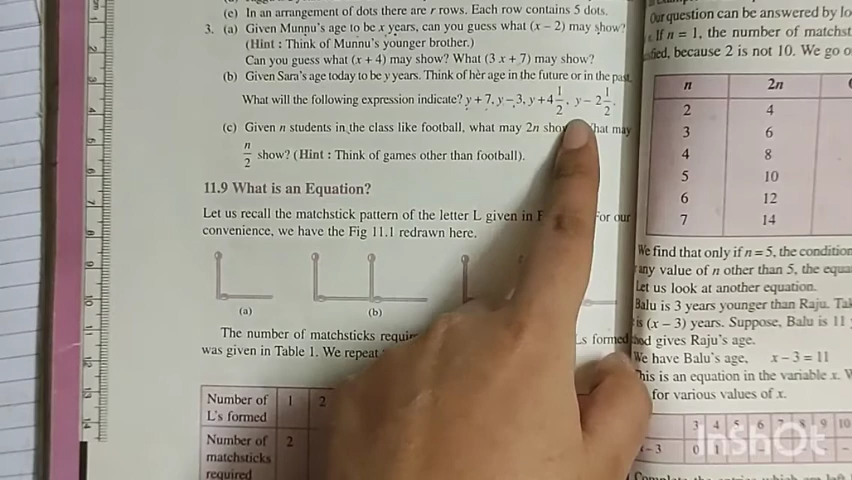 (e) In an arrangement of dots there are r rows. Each row contains 5 dots.
3. (a) Given Munnu's age to be x years, can you guess what (x – 2) may show?
(Hint : Think of Munnu's younger brother.)
Can you guess what (x + 4) may show? What (3 x + 7) may show?
(b) Given Sara's age today to be y years. Think of her age in the future or in the past.
What will the following expression indicate? y + 7, y – 3, y + 4 1/2, y – 2 1/2.
(c) Given n students in the class like football, what may 2n show? What may
n/2 show? (Hint : Think of games other than football).
11.9 What is an Equation?
Let us recall the matchstick pattern of the letter L given in For our
convenience, we have the Fig 11.1 redrawn here.
(a) (b)
The number of matchsticks Ls formed
was given in Table 1. We repeat
Number of L's formed 1 2
Number of matchsticks required 2
Our question can be answered by
If n = 1, the number of
because 2 is not 10. We go
n 2n
2 4
3 6
4 8
5 10
6 12
7 14
We find that only if n = 5, the condition
any value of n other than 5, the
Let us look at another equation.
Balu is 3 years younger than Raju.
is (x – 3) years. Suppose, Balu is 11
gives Raju's age.
We have Balu's age, x – 3 = 11
This is an equation in the variable x.
for various values of x.
3 4 5 6 7 8 9 10
– 3 0 1 – –
InShOt